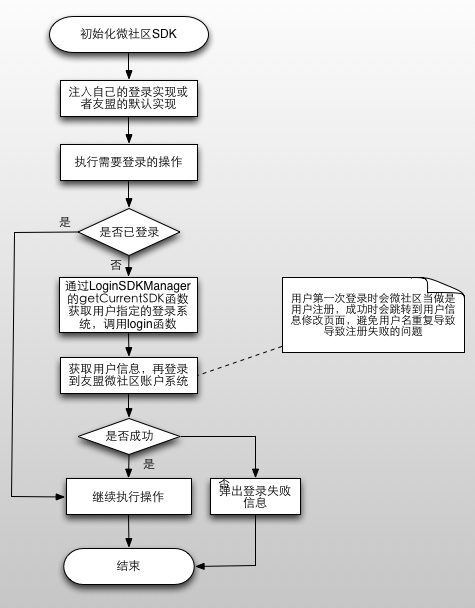 初始化微社区SDK
注入自己的登录实现或
者友盟的默认实现
执行需要登录的操作
是
是否已登录
否
通过LoginSDKManager
的getCurrentSDK函数
获取用户指定的登录系
统，调用login函数
用户第一次登录时会微社区当做是
用户注册，成功时会跳转到用户信
息修改页面，避免用户名重复导致
导致注册失败的问题
获取用户信息，再登录
到友盟微社区账户系统
是否成功
是
否
继续执行操作
弹出登录失败
信息
结束